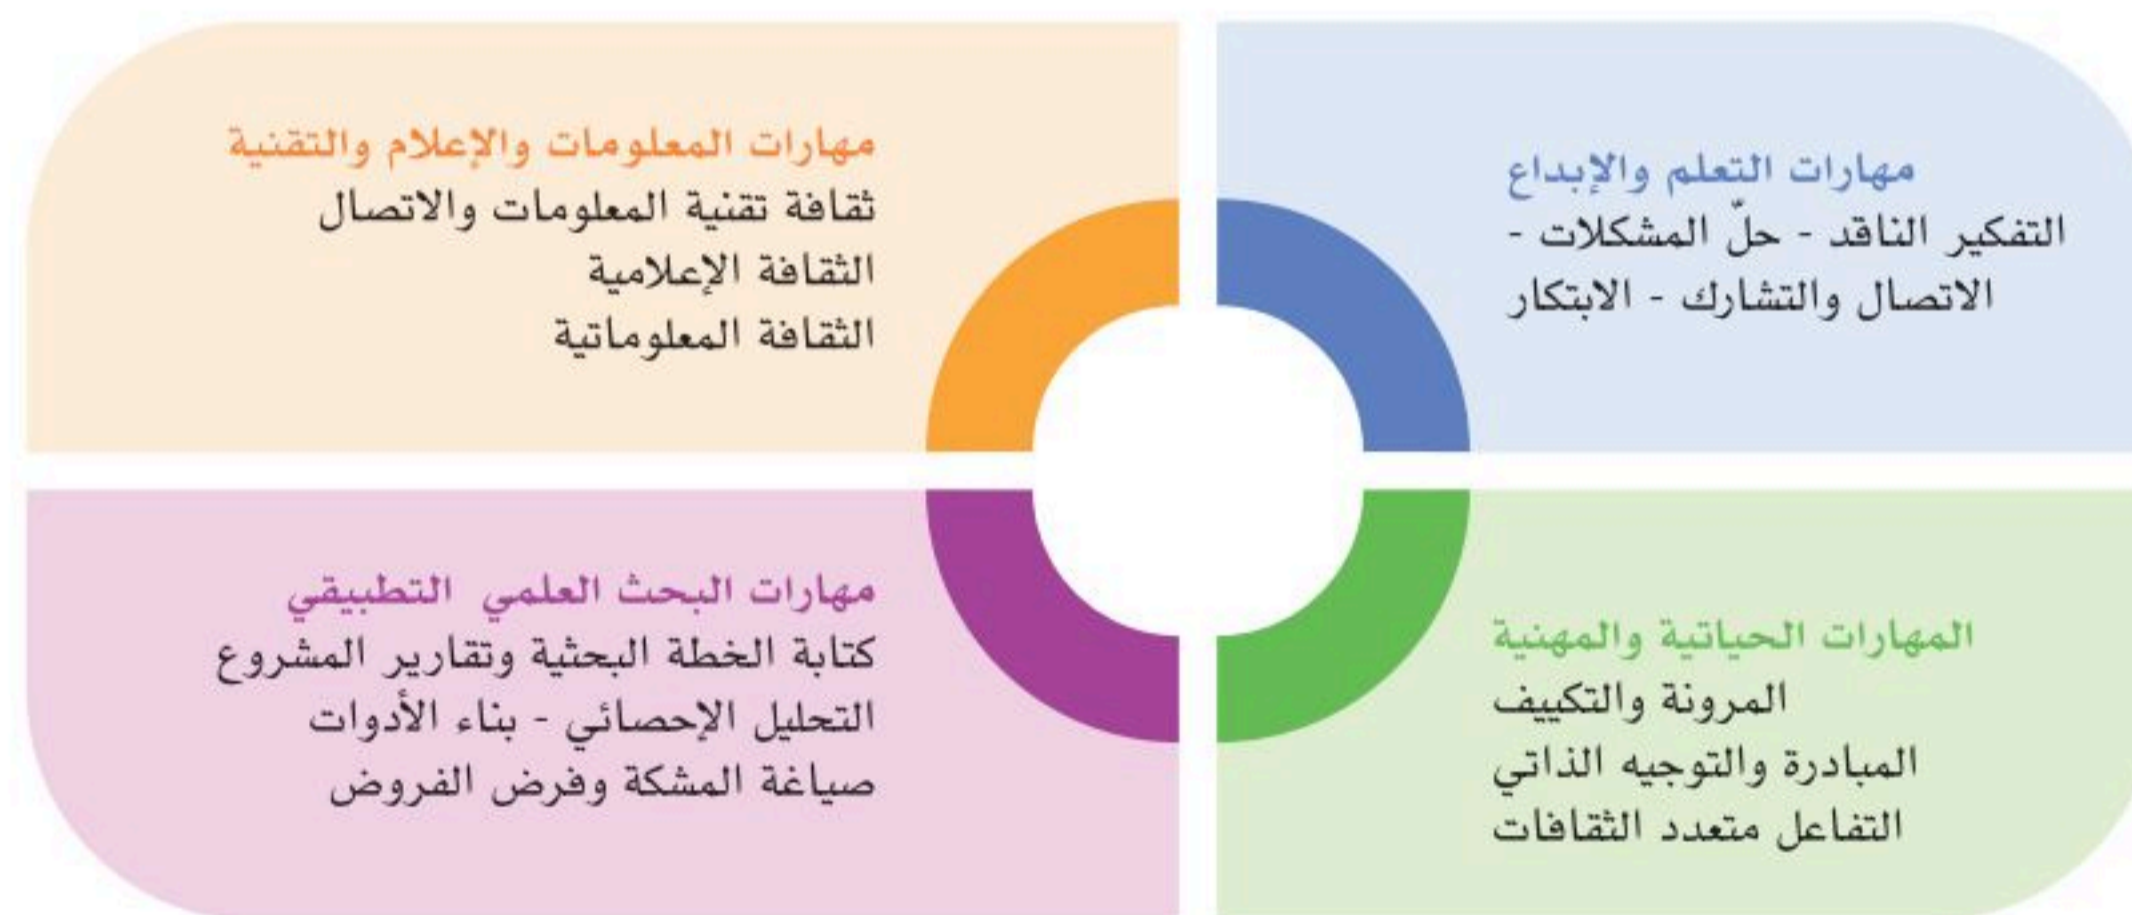 مهارات التعلم والإبداع
التفكير الناقد - حلّ المشكلات -
الاتصال والتشارك - الابتكار
مهارات المعلومات والإعلام والتقنية
ثقافة تقنية المعلومات والاتصال
الثقافة الإعلامية
الثقافة المعلوماتية
المهارات الحياتية والمهنية
المرونة والتكييف
المبادرة والتوجيه الذاتي
التفاعل متعدد الثقافات
مهارات البحث العلمي التطبيقي
كتابة الخطة البحثية وتقارير المشروع
التحليل الإحصائي - بناء الأدوات
صياغة المشكة وفرض الفروض